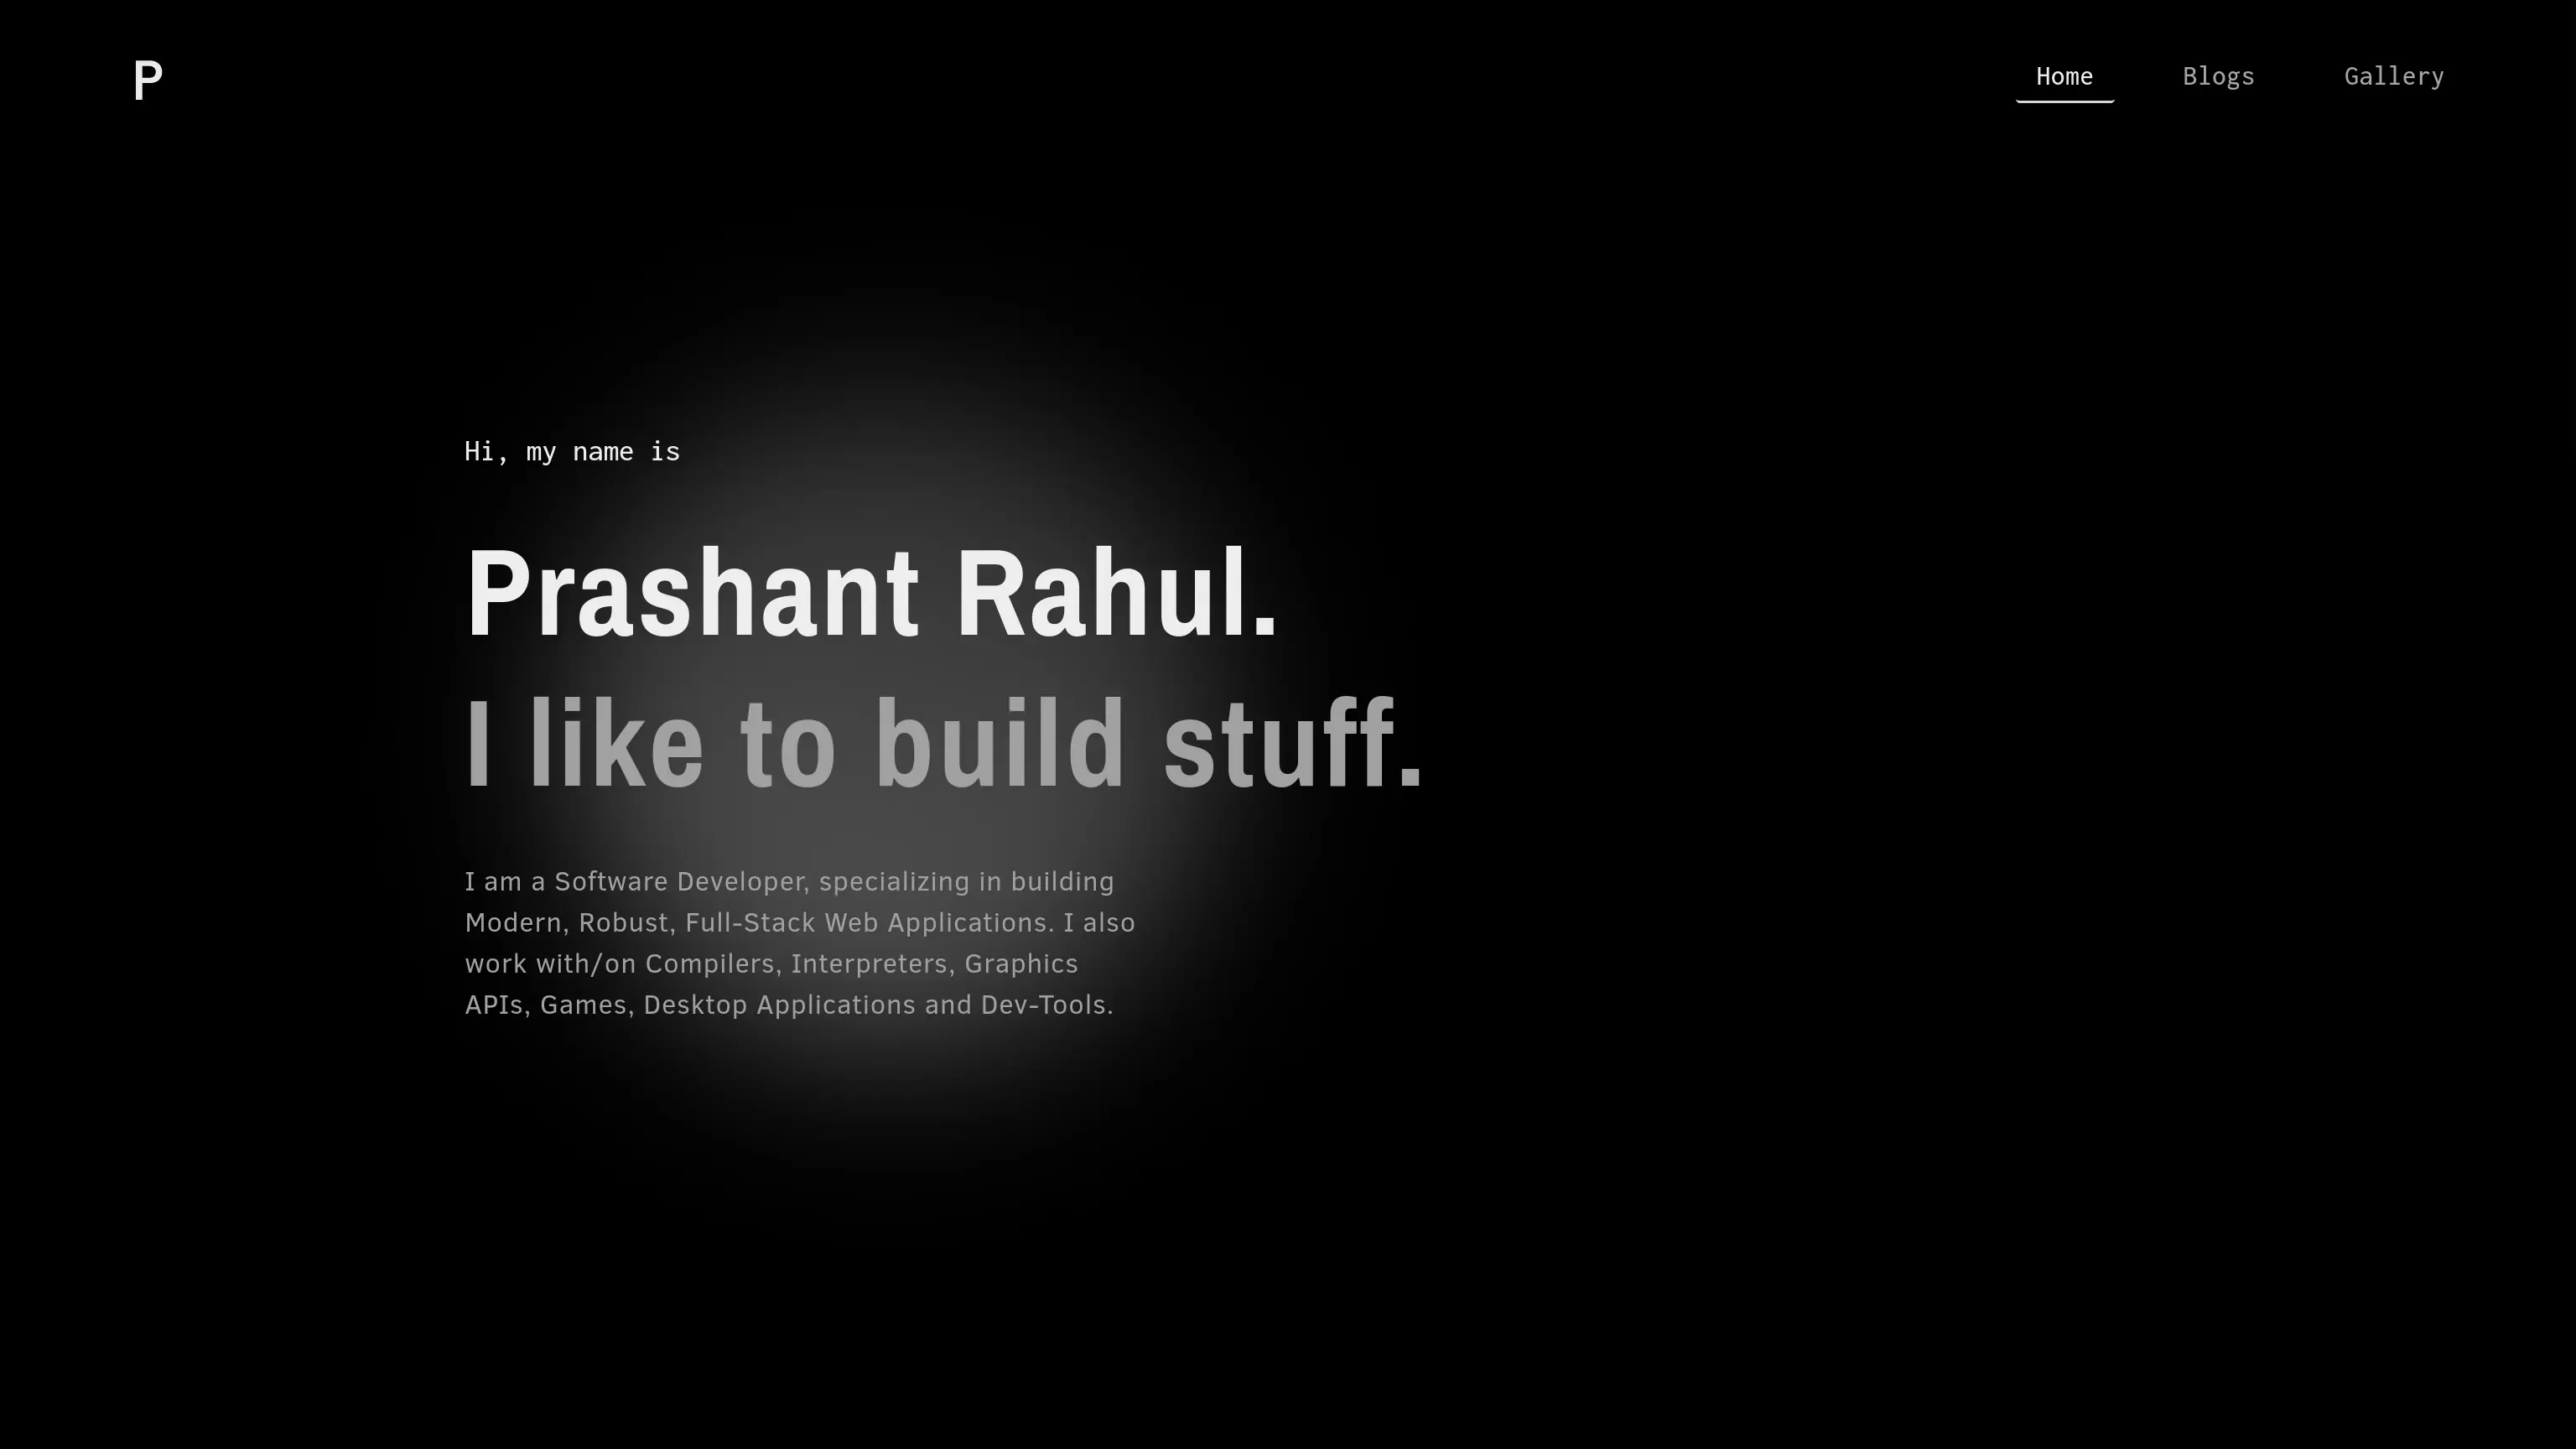 P
Home
Blogs
Gallery
Hi, my name is
Prashant Rahul.
I like to build stuff.
I am a Software Developer, specializing in building
Modern, Robust, Full-Stack Web Applications. I also
work with/on Compilers, Interpreters, Graphics
APIs, Games, Desktop Applications and Dev-Tools.